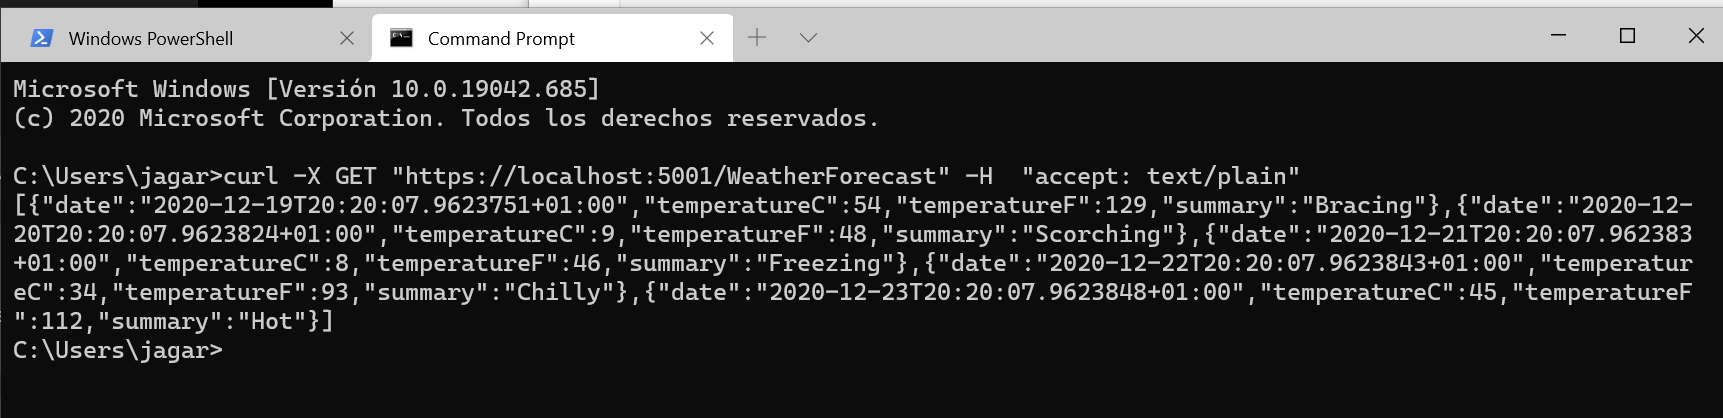 Windows PowerShell
Command Prompt
Microsoft Windows [Versión 10.0.19042.685]
(c) 2020 Microsoft Corporation. Todos los derechos reservados.
C:\Users\jagar>curl -X GET "https://localhost:5001/WeatherForecast" -H  "accept: text/plain"
[{"date":"2020-12-19T20:20:07.9623751+01:00","temperatureC":54,"temperatureF":129,"summary":"Bracing"},{"date":"2020-12-
20T20:20:07.9623824+01:00","temperatureC":9,"temperatureF":48,"summary":"Scorching"},{"date":"2020-12-21T20:20:07.962383
+01:00","temperatureC":8,"temperatureF":46,"summary":"Freezing"},{"date":"2020-12-22T20:20:07.9623843+01:00","temperatur
eC":34,"temperatureF":93,"summary":"Chilly"},{"date":"2020-12-23T20:20:07.9623848+01:00","temperatureC":45,"temperatureF
":112,"summary":"Hot"}]
C:\Users\jagar>